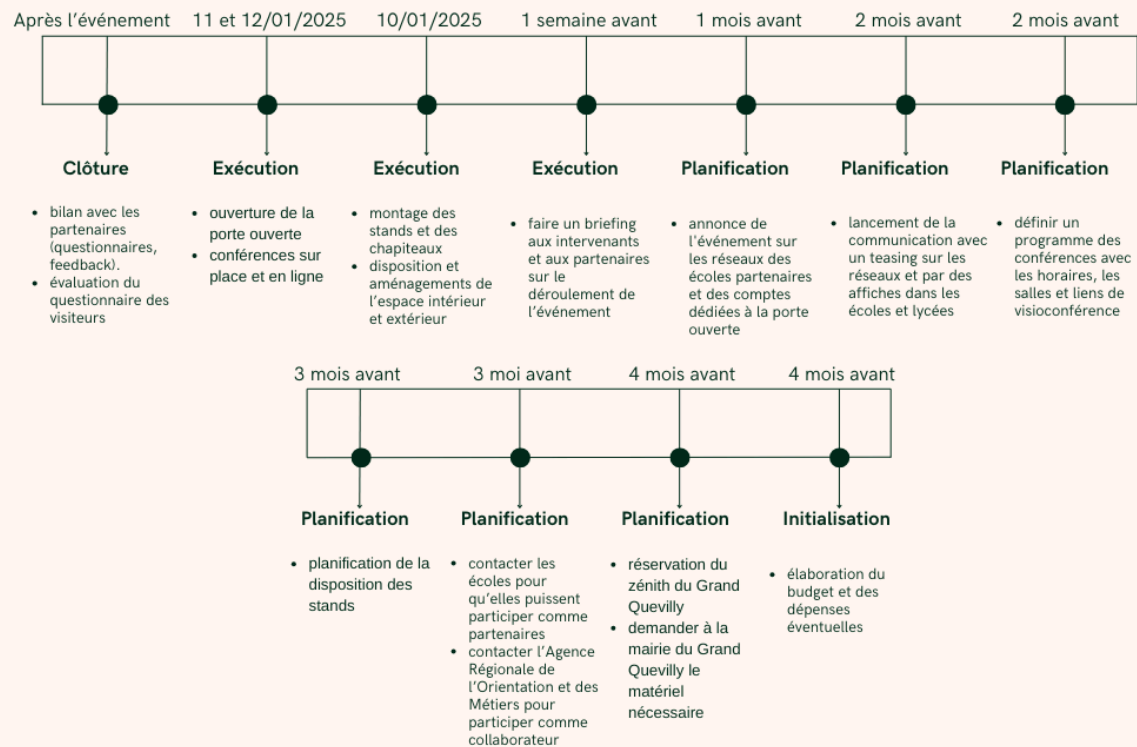 Après l'événement
11 et 12/01/2025
10/01/2025
1 semaine avant
1 mois avant
2 mois avant
2 mois avant
Clôture
• bilan avec les
partenaires
(questionnaires,
feedback).
• évaluation du
questionnaire des
visiteurs
Exécution
• ouverture de la
porte ouverte
• conférences sur
place et en ligne
Exécution
• montage des
stands et des
chapiteaux
• disposition et
aménagements de
l'espace intérieur
et extérieur
Exécution
• faire un briefing
aux intervenants
et aux partenaires
sur le
déroulement de
l'événement
Planification
• annonce de
l'événement sur
les réseaux des
écoles partenaires
et des comptes
dédiées à la porte
ouverte
Planification
• lancement de la
communication avec
un teasing sur les
réseaux et par des
affiches dans les
écoles et lycées
Planification
• définir un
programme des
conférences avec
les horaires, les
salles et liens de
visioconférence
3 mois avant
3 moi avant
4 mois avant
4 mois avant
Planification
• planification de la
disposition des
stands
Planification
• contacter les
écoles pour
qu'elles puissent
participer comme
partenaires
• contacter l'Agence
Régionale de
l'Orientation et des
Métiers pour
participer comme
collaborateur
Planification
• réservation du
zénith du Grand
Quevilly
• demander à la
mairie du Grand
Quevilly le
matériel
nécessaire
Initialisation
• élaboration du
budget et des
dépenses
éventuelles